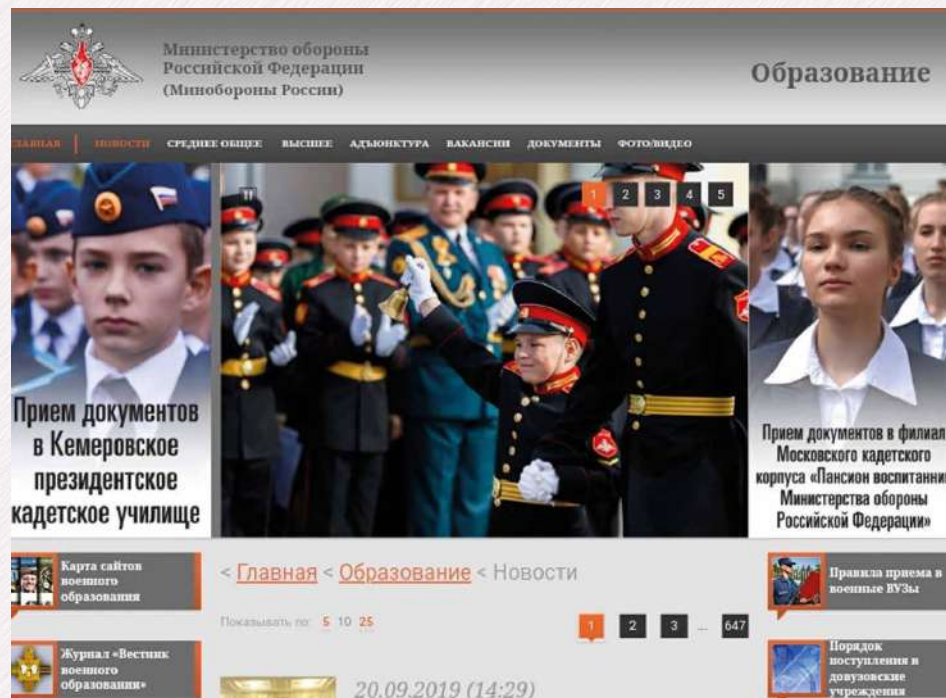 Министерство обороны
Российской Федерации
(Минобороны России)
Образование
ГЛАВНАЯ | НОВОСТИ СРЕДНЕЕ ОБЩЕЕ ВЫСШЕЕ АДЪЮНКТУРА ВАКАНСИИ ДОКУМЕНТЫ ФОТО/ВИДЕО
1 2 3 4 5
Прием документов
в Кемеровское
президентское
кадетское училище
Прием документов в филиал
Московского кадетского
корпуса «Пансион воспитанни
Министерства обороны
Российской Федерации»
Карта сайтов
военного
образования
< Главная < Образование < Новости
Правила приема в
военные ВУЗы
Показывать по: 5 10 25
1 2 3 ... 647
Журнал «Вестник
военного
образования»
20.09.2019 (14:29)
Порядок
поступления в
довузовские
учреждения